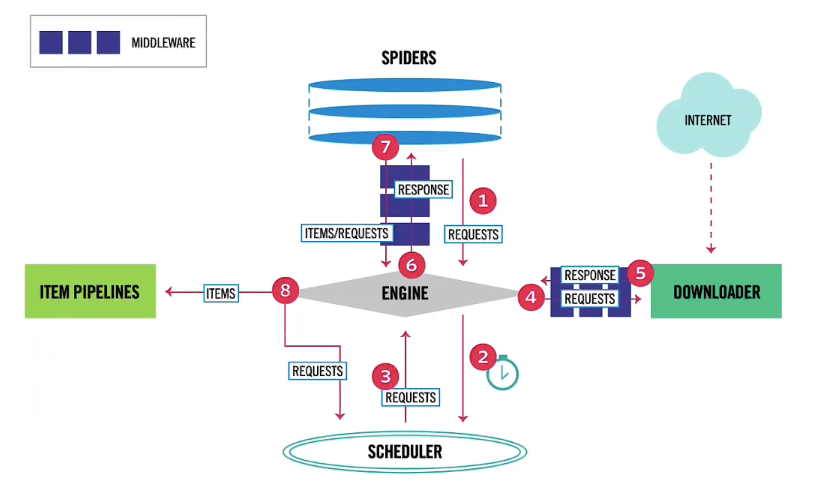 MIDDLEWARE
SPIDERS
INTERNET
7
RESPONSE
1
ITEMS/REQUESTS
REQUESTS
6
RESPONSE
5
ITEM PIPELINES
ITEMS
8
ENGINE
4
REQUESTS
DOWNLOADER
2
REQUESTS
3
REQUESTS
SCHEDULER